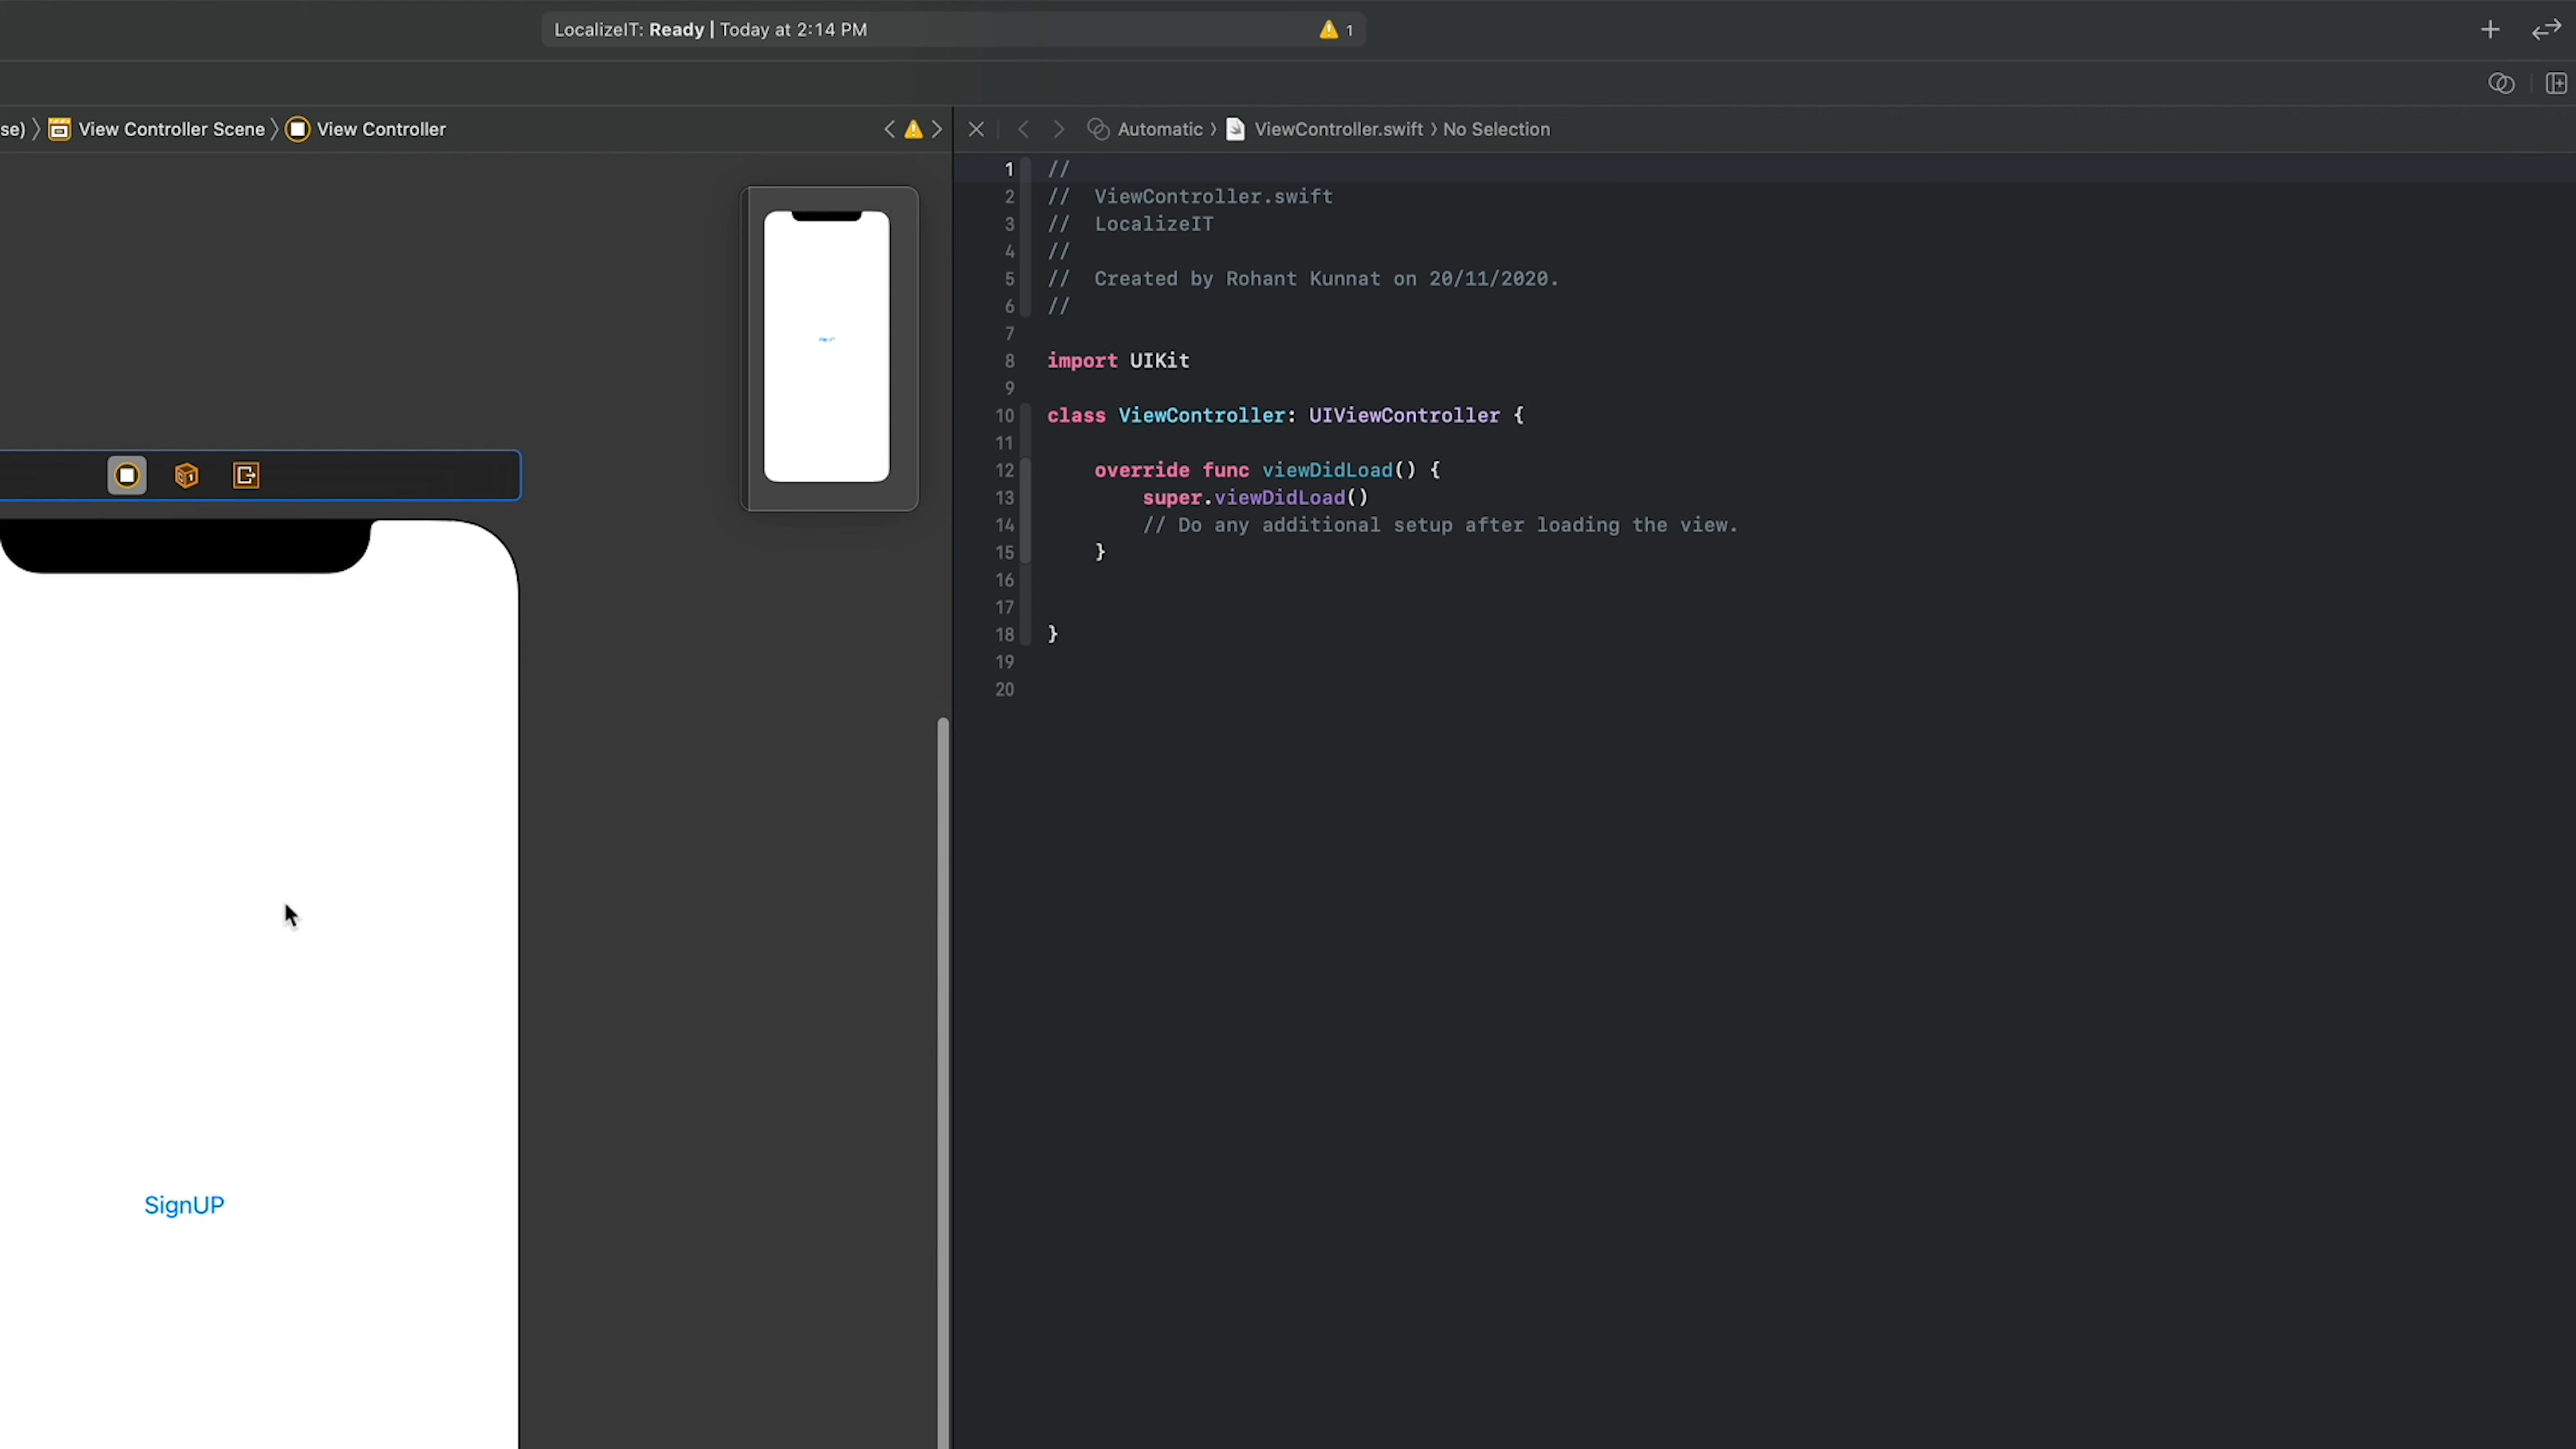 LocalizeIT: Ready | Today at 2:14 PM
1
se) 〉 View Controller Scene 〉 View Controller
Automatic 〉 ViewController.swift 〉 No Selection
1 //
2 //  ViewController.swift
3 //  LocalizeIT
4 //
5 //  Created by Rohant Kunnat on 20/11/2020.
6 //
7
8 import UIKit
9
10 class ViewController: UIViewController {
11
12     override func viewDidLoad() {
13         super.viewDidLoad()
14         // Do any additional setup after loading the view.
15     }
16
17
18 }
19
20
SignUP